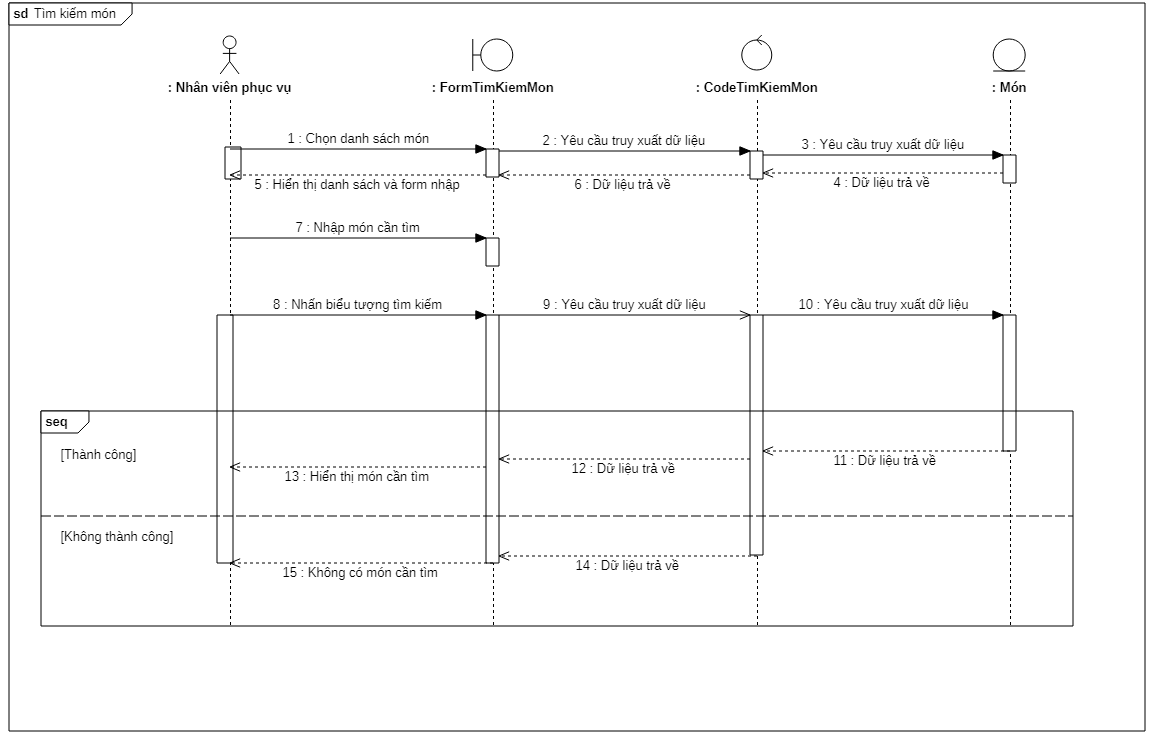 sd Tìm kiếm món
: Nhân viên phục vụ
: FormTimKiemMon
: CodeTimKiemMon
: Món
1 : Chọn danh sách món
2 : Yêu cầu truy xuất dữ liệu
3 : Yêu cầu truy xuất dữ liệu
5 : Hiển thị danh sách và form nhập
6 : Dữ liệu trả về
4 : Dữ liệu trả về
7 : Nhập món cần tìm
8 : Nhấn biểu tượng tìm kiếm
9 : Yêu cầu truy xuất dữ liệu
10 : Yêu cầu truy xuất dữ liệu
seq
[Thành công]
13 : Hiển thị món cần tìm
12 : Dữ liệu trả về
11 : Dữ liệu trả về
[Không thành công]
15 : Không có món cần tìm
14 : Dữ liệu trả về